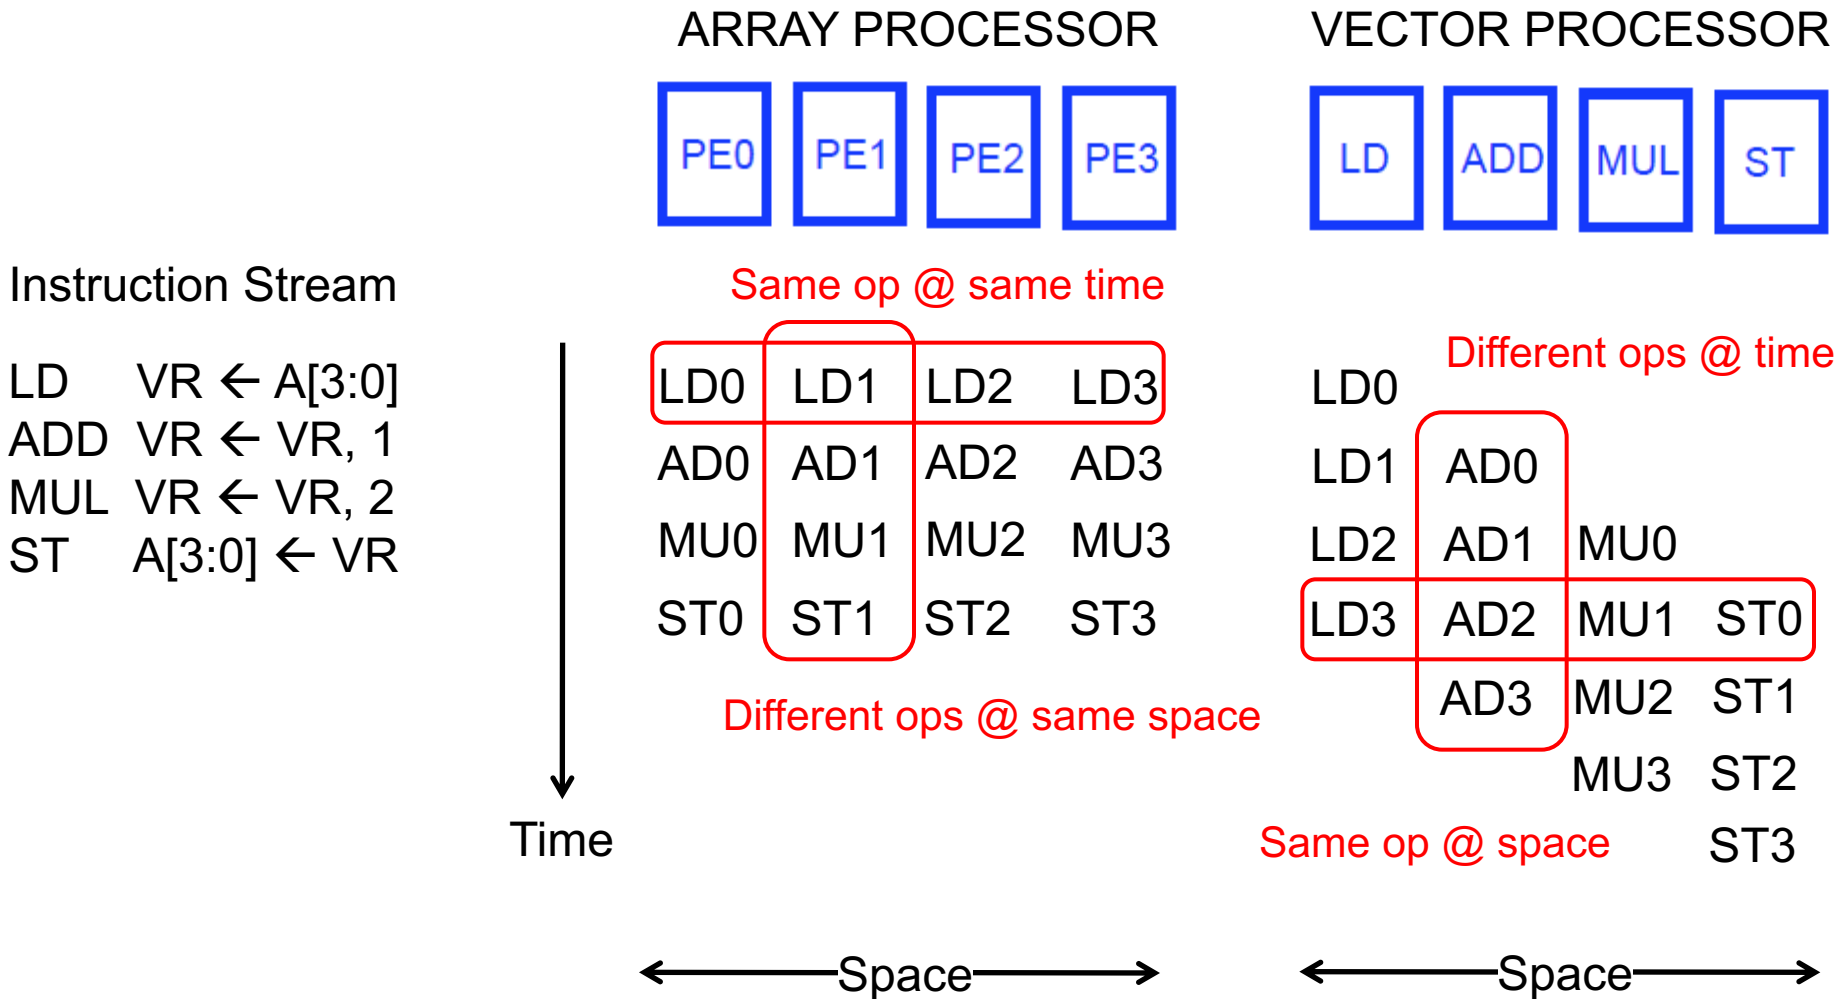 ARRAY PROCESSOR VECTOR PROCESSOR
PE0 PE1 PE2 PE3 LD ADD MUL ST
Instruction Stream Same op @ same time
Different ops @ time
LD VR ← A[3:0] LD0 LD1 LD2 LD3 LD0
ADD VR ← VR, 1 AD0 AD1 AD2 AD3 LD1 AD0
MUL VR ← VR, 2 MU0 MU1 MU2 MU3 LD2 AD1 MU0
ST A[3:0] ← VR ST0 ST1 ST2 ST3 LD3 AD2 MU1 ST0
Different ops @ same space AD3 MU2 ST1
MU3 ST2
Time Same op @ space ST3
Space Space